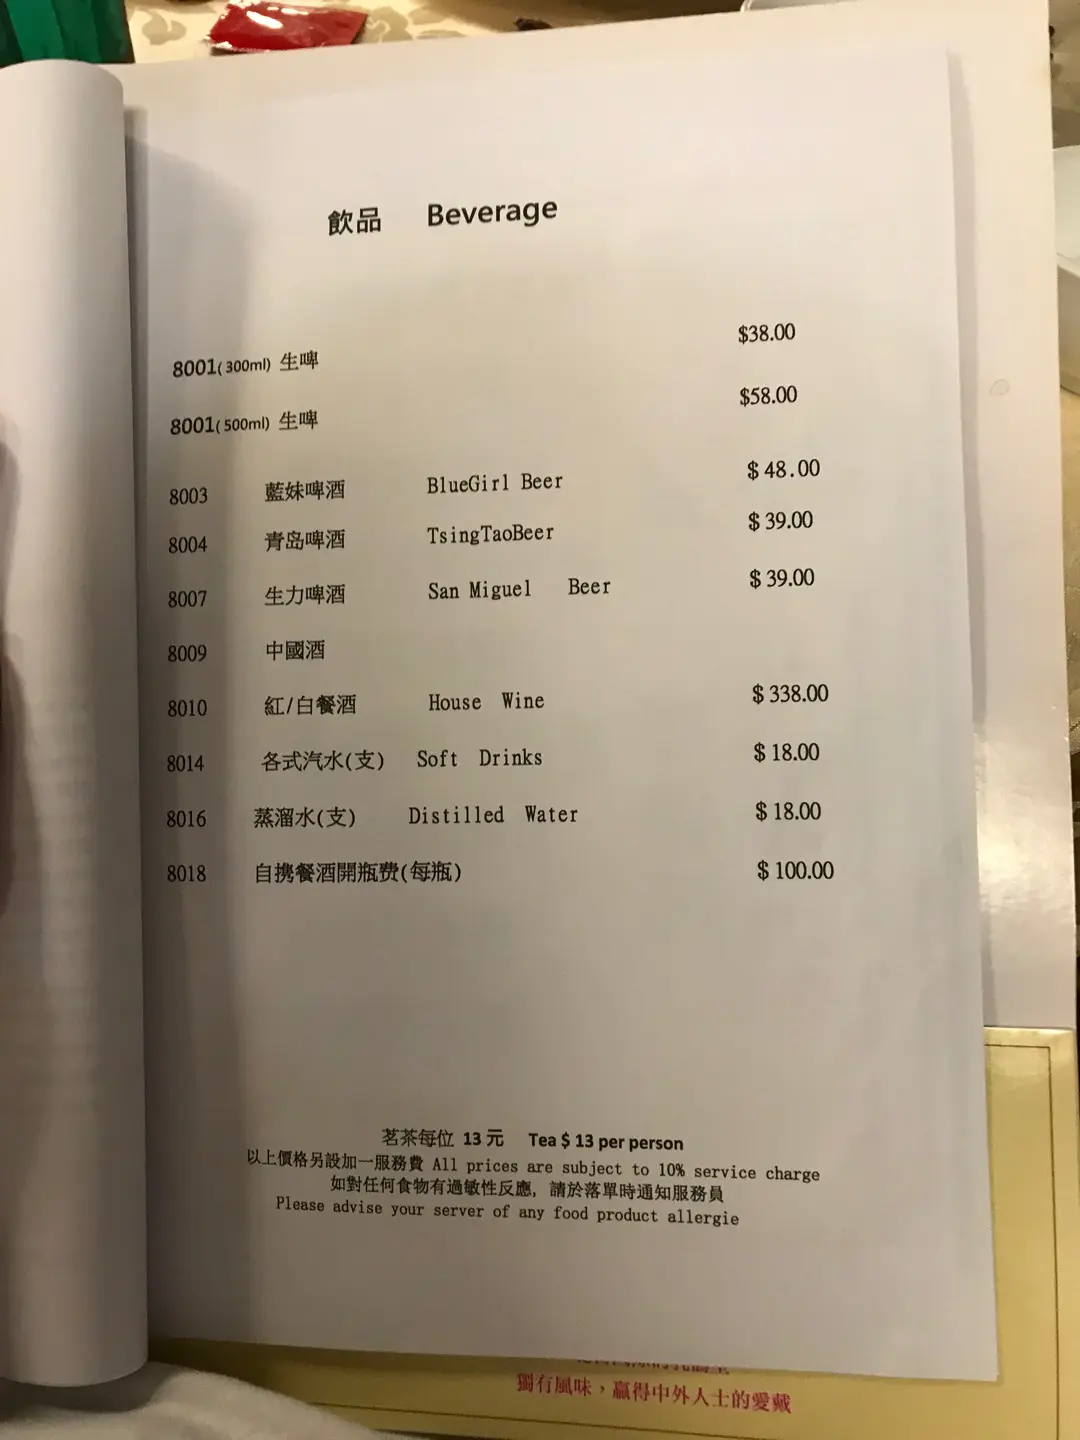 飲品 Beverage
8001(300ml) 生啤 $38.00
8001(500ml) 生啤 $58.00
8003 藍妹啤酒 BlueGirl Beer $48.00
8004 青岛啤酒 TsingTaoBeer $39.00
8007 生力啤酒 San Miguel Beer $39.00
8009 中國酒
8010 紅/白餐酒 House Wine $338.00
8014 各式汽水(支) Soft Drinks $18.00
8016 蒸溜水(支) Distilled Water $18.00
8018 自携餐酒開瓶费(每瓶) $100.00
茗茶每位 13 元 Tea $ 13 per person
以上價格另設加一服務費 All prices are subject to 10% service charge
如對任何食物有過敏性反應, 請於落單時通知服務員
Please advise your server of any food product allergie
獨有風味，贏得中外人士的愛戴